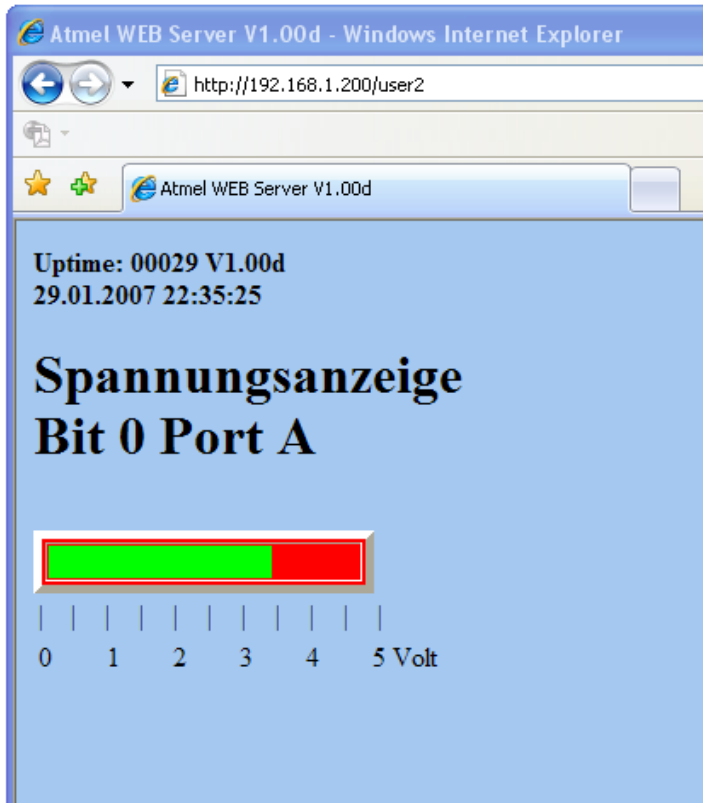 Atmel WEB Server V1.00d - Windows Internet Explorer
http://192.168.1.200/user2
Atmel WEB Server V1.00d
Uptime: 00029 V1.00d
29.01.2007 22:35:25
Spannungsanzeige
Bit 0 Port A
| | | | | | | | | | |
0 1 2 3 4 5 Volt